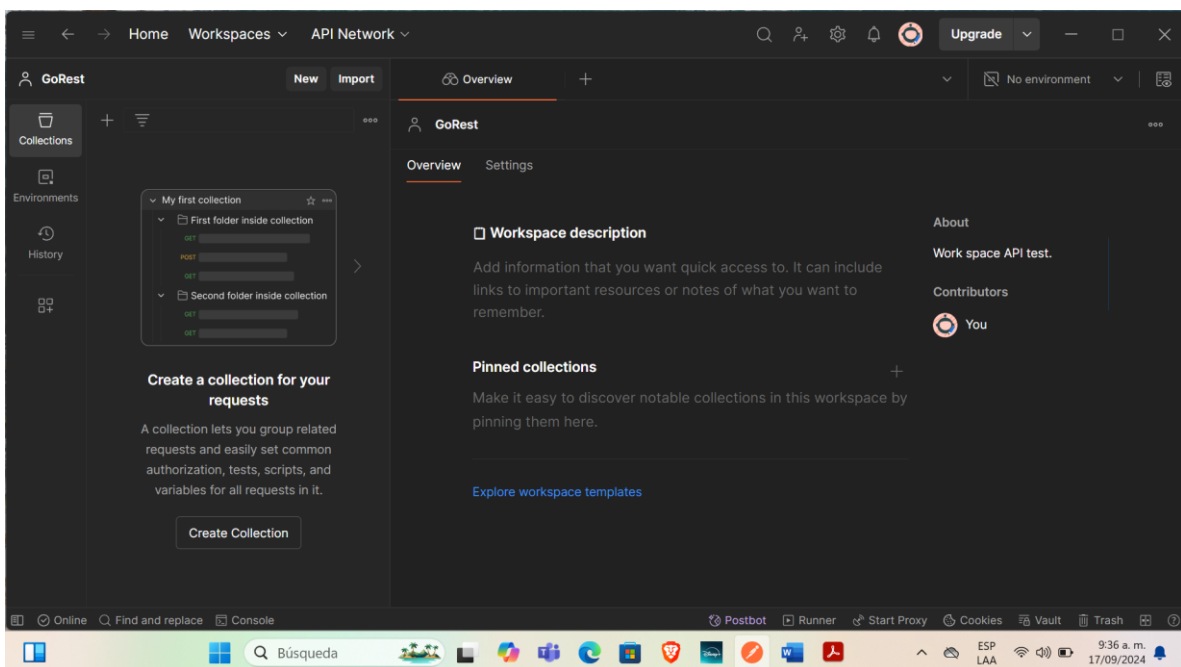 Home Workspaces API Network Upgrade
GoRest New Import Overview No environment
Collections
Environments
History
My first collection
First folder inside collection
GET
POST
GET
Second folder inside collection
GET
GET
Create a collection for your
requests
A collection lets you group related
requests and easily set common
authorization, tests, scripts, and
variables for all requests in it.
Create Collection
GoRest
Overview Settings
Workspace description
Add information that you want quick access to. It can include
links to important resources or notes of what you want to
remember.
Pinned collections
Make it easy to discover notable collections in this workspace by
pinning them here.
Explore workspace templates
About
Work space API test.
Contributors
You
Online Find and replace Console Postbot Runner Start Proxy Cookies Vault Trash
Búsqueda
ESP
LAA
9:36 a. m.
17/09/2024